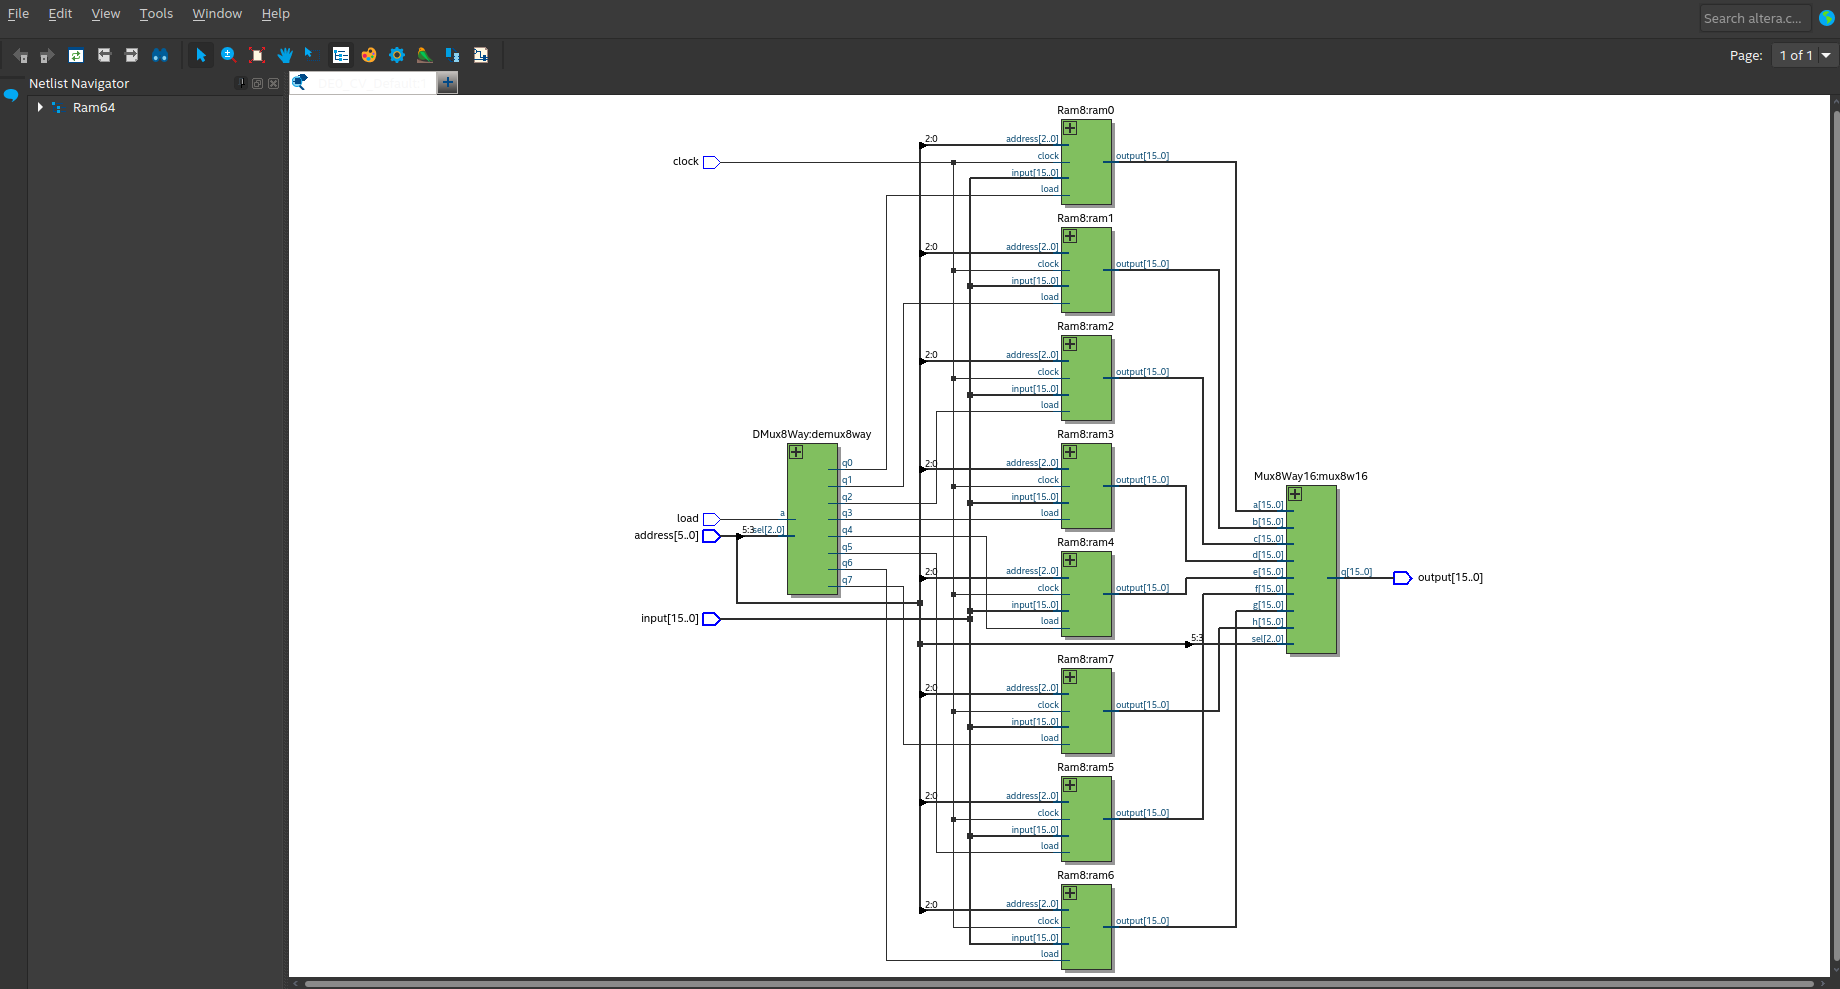 File Edit View Tools Window Help
Search altera.c...
Page: 1 of 1
Netlist Navigator
Ram64
Ram8:ram0
2:0 address[2..0]
clock
clock
output[15..0]
input[15..0]
load
Ram8:ram1
2:0 address[2..0]
clock
output[15..0]
input[15..0]
load
Ram8:ram2
2:0 address[2..0]
clock
output[15..0]
input[15..0]
load
DMux8Way:demux8way
q0
q1
q2
q3
q4
q5
q6
q7
a
load
5:3 sel[2..0]
address[5..0]
input[15..0]
Ram8:ram3
2:0 address[2..0]
clock
output[15..0]
input[15..0]
load
Ram8:ram4
2:0 address[2..0]
clock
output[15..0]
input[15..0]
load
Mux8Way16:mux8w16
a[15..0]
b[15..0]
c[15..0]
d[15..0]
e[15..0]
f[15..0]
g[15..0]
h[15..0]
5:3 sel[2..0]
q[15..0]
output[15..0]
Ram8:ram7
2:0 address[2..0]
clock
output[15..0]
input[15..0]
load
Ram8:ram5
2:0 address[2..0]
clock
output[15..0]
input[15..0]
load
Ram8:ram6
2:0 address[2..0]
clock
output[15..0]
input[15..0]
load